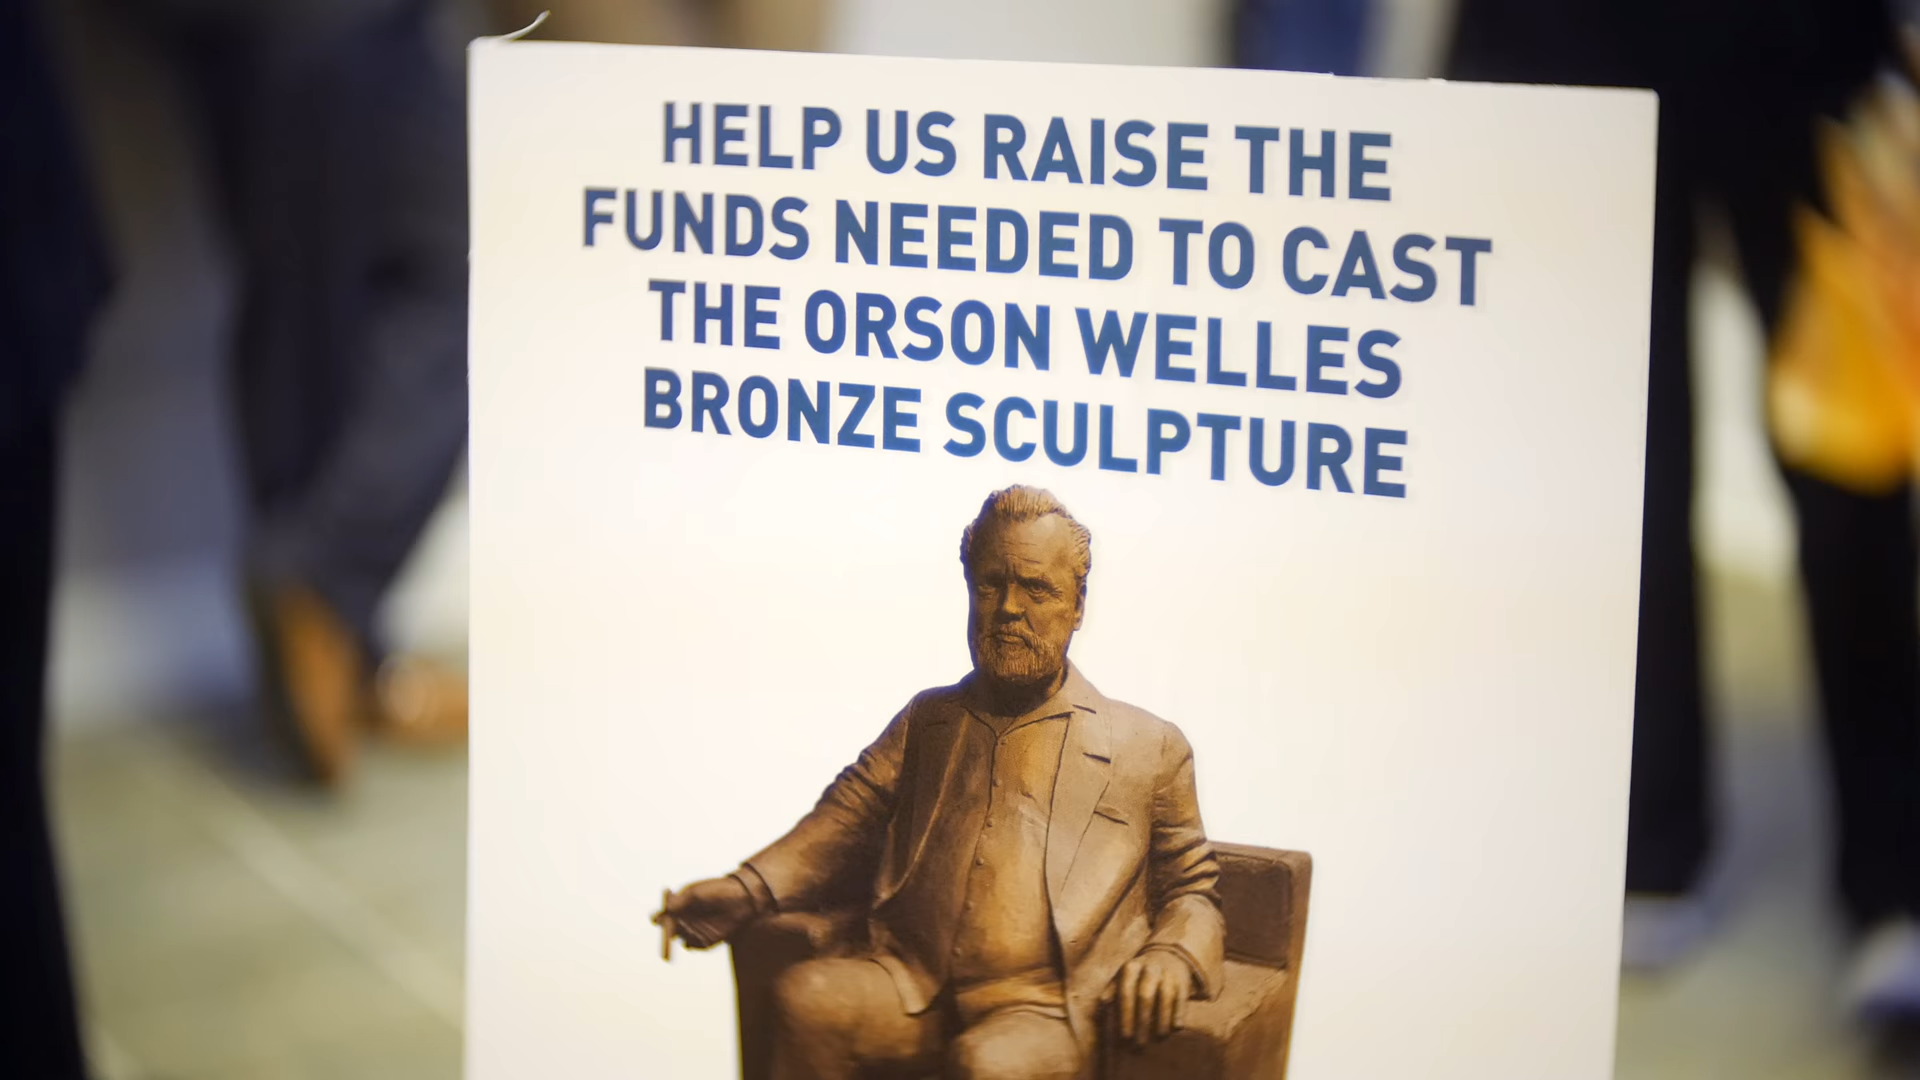 HELP US RAISE THE
FUNDS NEEDED TO CAST
THE ORSON WELLES
BRONZE SCULPTURE